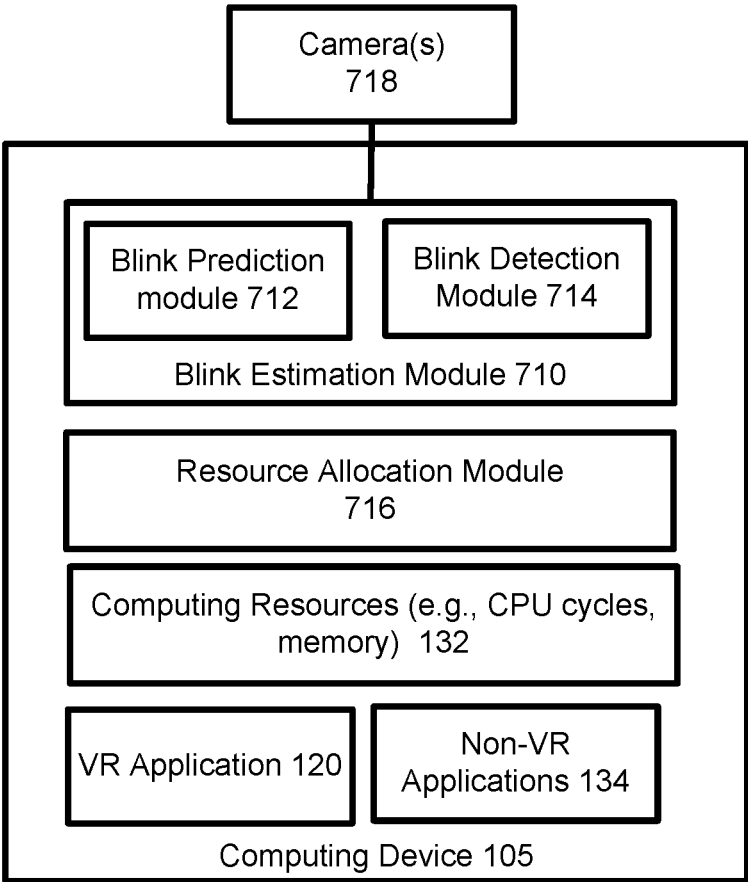 Camera(s)
718
Blink Prediction
module 712
Blink Detection
Module 714
Blink Estimation Module 710
Resource Allocation Module
716
Computing Resources (e.g., CPU cycles,
memory) 132
VR Application 120
Non-VR
Applications 134
Computing Device 105